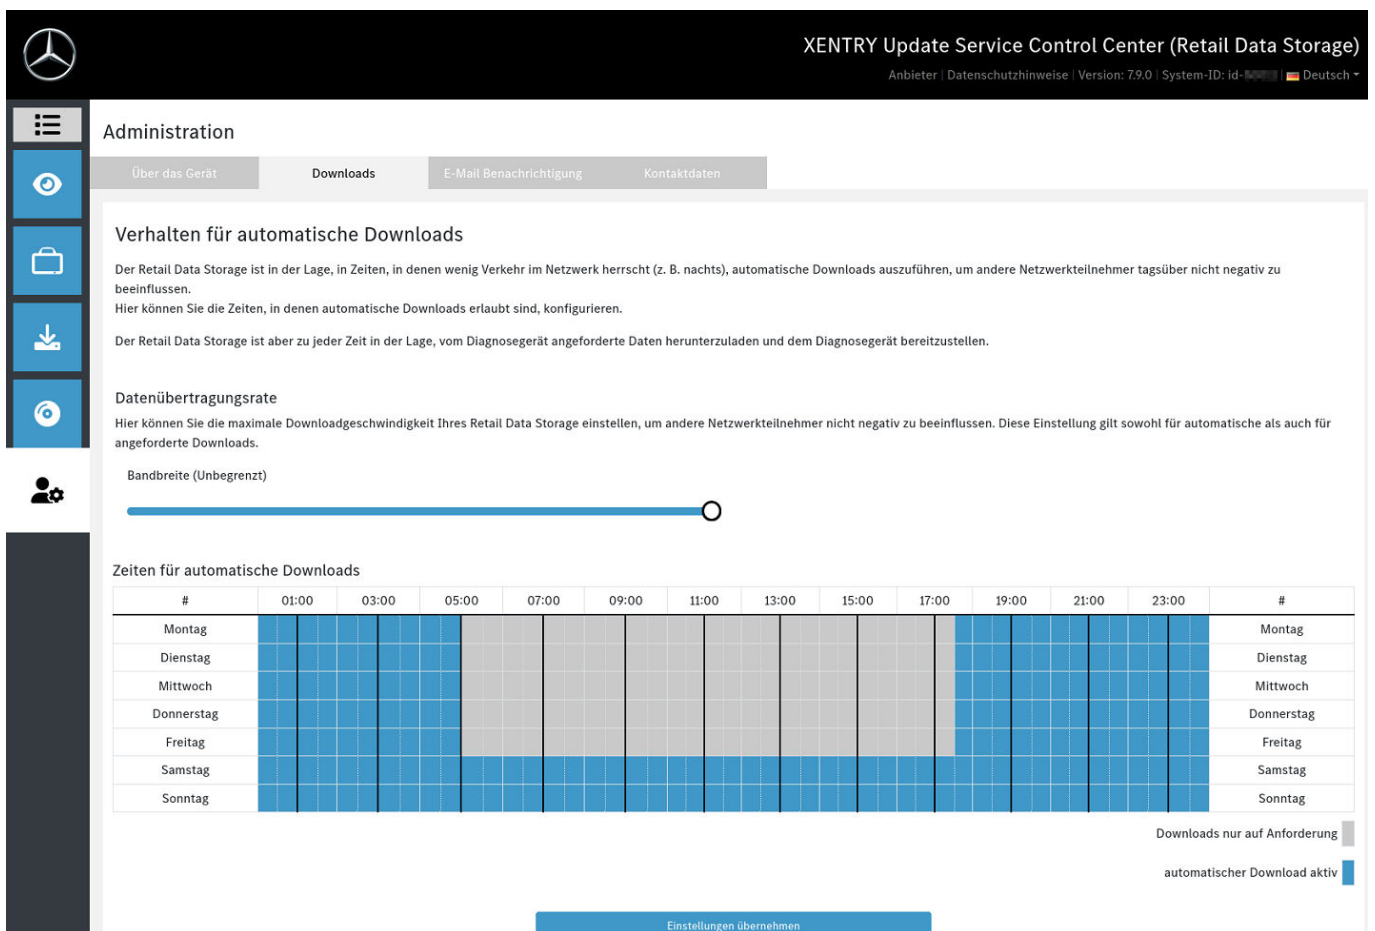 XENTRY Update Service Control Center (Retail Data Storage)
Anbieter | Datenschutzhinweise | Version: 7.9.0 | System-ID: id- | Deutsch
Administration
Über das Gerät
Downloads
E-Mail Benachrichtigung
Kontaktdaten
Verhalten für automatische Downloads
Der Retail Data Storage ist in der Lage, in Zeiten, in denen wenig Verkehr im Netzwerk herrscht (z. B. nachts), automatische Downloads auszuführen, um andere Netzwerkteilnehmer tagsüber nicht negativ zu
beeinflussen.
Hier können Sie die Zeiten, in denen automatische Downloads erlaubt sind, konfigurieren.
Der Retail Data Storage ist aber zu jeder Zeit in der Lage, vom Diagnosegerät angeforderte Daten herunterzuladen und dem Diagnosegerät bereitzustellen.
Datenübertragungsrate
Hier können Sie die maximale Downloadgeschwindigkeit Ihres Retail Data Storage einstellen, um andere Netzwerkteilnehmer nicht negativ zu beeinflussen. Diese Einstellung gilt sowohl für automatische als auch für
angeforderte Downloads.
Bandbreite (Unbegrenzt)
Zeiten für automatische Downloads
# 01:00 03:00 05:00 07:00 09:00 11:00 13:00 15:00 17:00 19:00 21:00 23:00 #
Montag Montag
Dienstag Dienstag
Mittwoch Mittwoch
Donnerstag Donnerstag
Freitag Freitag
Samstag Samstag
Sonntag Sonntag
Downloads nur auf Anforderung
automatischer Download aktiv
Einstellungen übernehmen